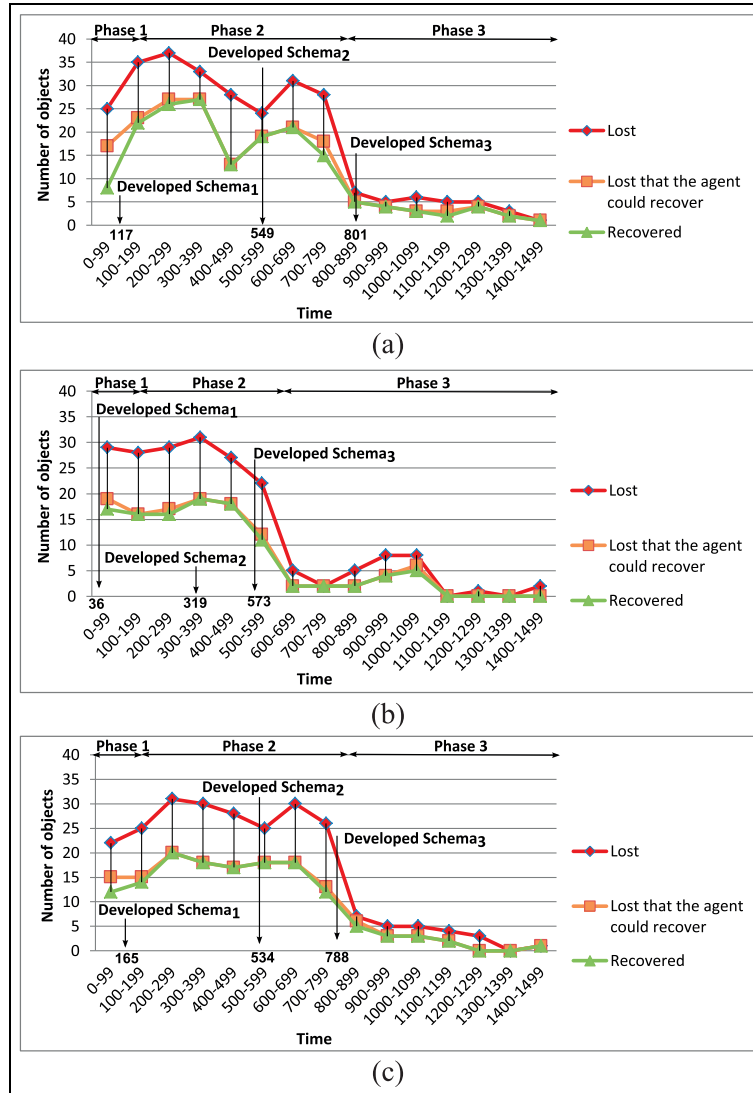 Phase 1 Phase 2 Phase 3
40
35
30
25
20
15
10
5
0
Number of objects
Developed Schema2
Developed Schema3
Developed Schema1
117 549 801
0-99 100-199 200-299 300-399 400-499 500-599 600-699 700-799 800-899 900-999 1000-1099 1100-1199 1200-1299 1300-1399 1400-1499
Time
Lost
Lost that the agent
could recover
Recovered
(a)
Phase 1 Phase 2 Phase 3
40
35
30
25
20
15
10
5
0
Number of objects
Developed Schema1
Developed Schema3
Developed Schema2
36 319 573
0-99 100-199 200-299 300-399 400-499 500-599 600-699 700-799 800-899 900-999 1000-1099 1100-1199 1200-1299 1300-1399 1400-1499
Time
Lost
Lost that the agent
could recover
Recovered
(b)
Phase 1 Phase 2 Phase 3
40
35
30
25
20
15
10
5
0
Number of objects
Developed Schema2
Developed Schema3
Developed Schema1
165 534 788
0-99 100-199 200-299 300-399 400-499 500-599 600-699 700-799 800-899 900-999 1000-1099 1100-1199 1200-1299 1300-1399 1400-1499
Time
Lost
Lost that the agent
could recover
Recovered
(c)